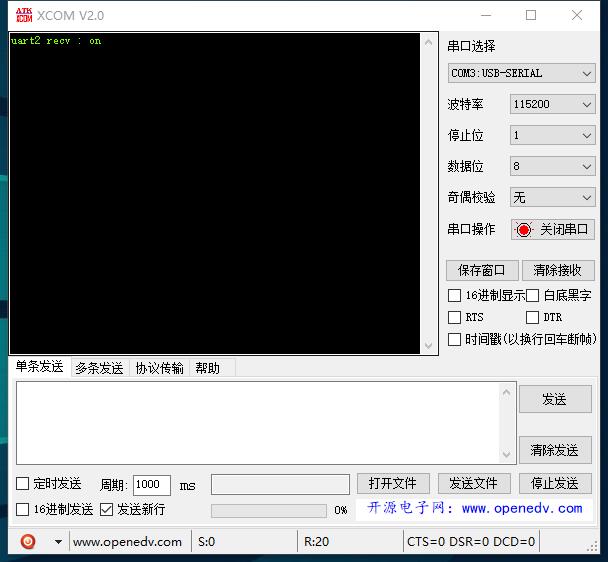 ATK
XCOM
XCOM V2.0
uart2 recv : on
串口选择
COM3:USB-SERIAL
波特率
115200
停止位
1
数据位
8
奇偶校验
无
串口操作
关闭串口
保存窗口
清除接收
16进制显示
白底黑字
RTS
DTR
时间戳(以换行回车断帧)
单条发送
多条发送
协议传输
帮助
发送
清除发送
定时发送
周期:
1000
ms
打开文件
发送文件
停止发送
16进制发送
发送新行
0%
开源电子网：www.openedv.com
www.openedv.com
S:0
R:20
CTS=0 DSR=0 DCD=0